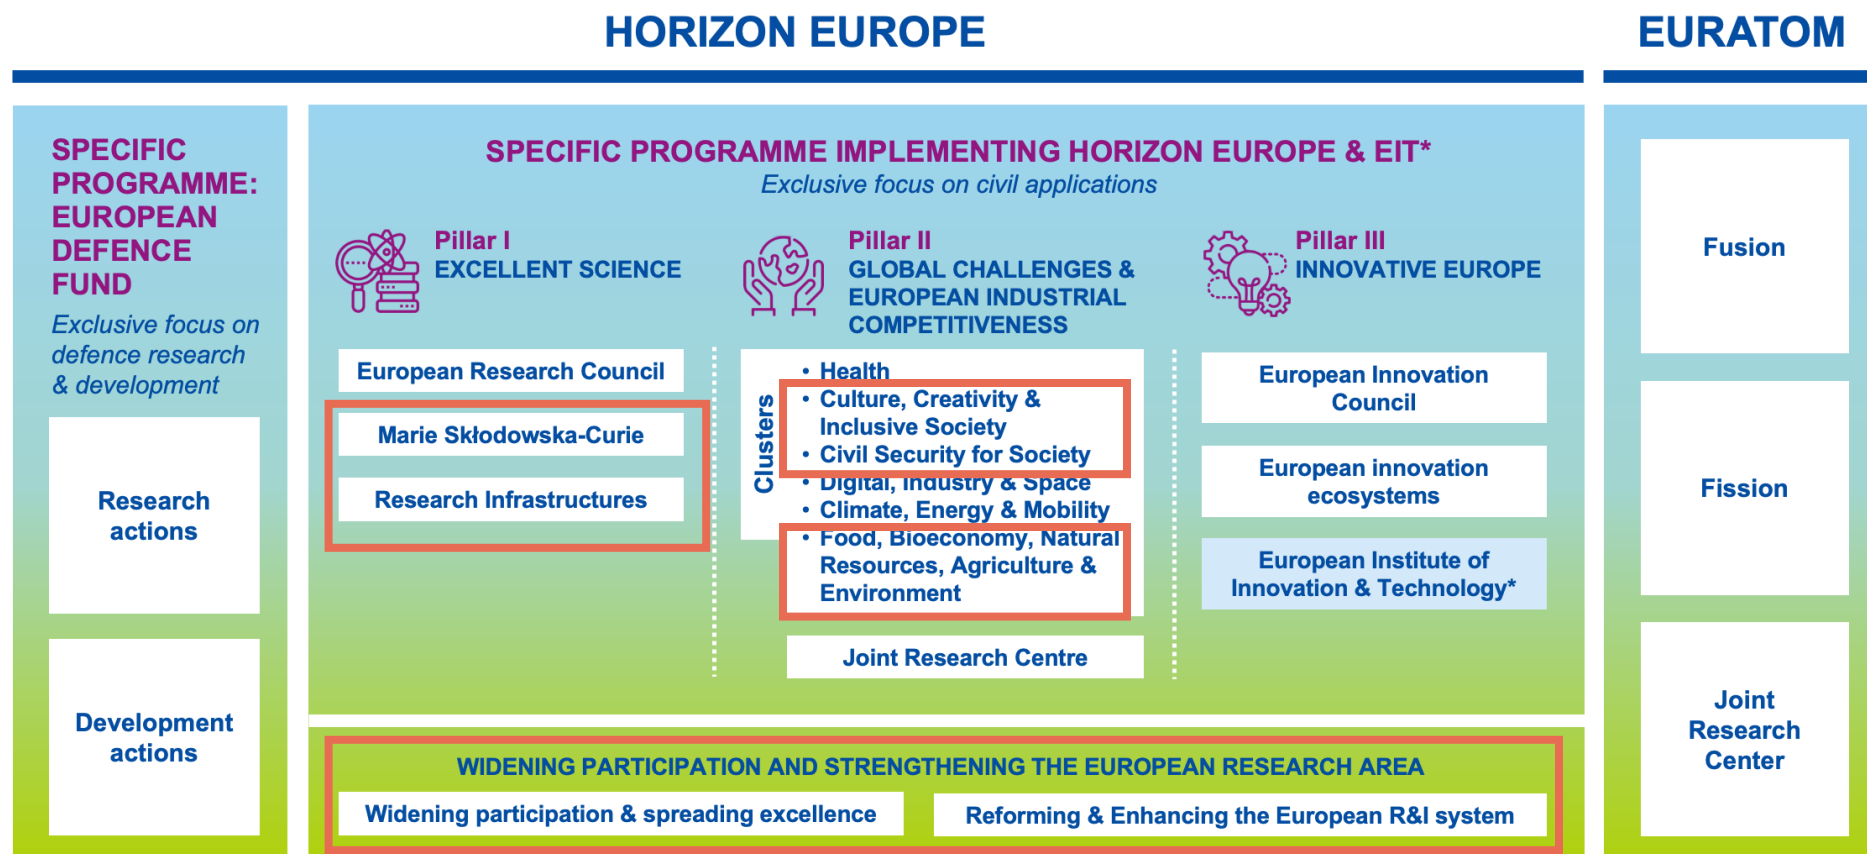 HORIZON EUROPE
EURATOM
SPECIFIC
PROGRAMME:
EUROPEAN
DEFENCE
FUND
Exclusive focus on
defence research
& development
Research
actions
Development
actions
SPECIFIC PROGRAMME IMPLEMENTING HORIZON EUROPE & EIT*
Exclusive focus on civil applications
Pillar I
EXCELLENT SCIENCE
European Research Council
Marie Skłodowska-Curie
Research Infrastructures
Pillar II
GLOBAL CHALLENGES &
EUROPEAN INDUSTRIAL
COMPETITIVENESS
Clusters
• Health
• Culture, Creativity &
Inclusive Society
• Civil Security for Society
• Digital, Industry & Space
• Climate, Energy & Mobility
• Food, Bioeconomy, Natural
Resources, Agriculture &
Environment
Joint Research Centre
Pillar III
INNOVATIVE EUROPE
European Innovation
Council
European innovation
ecosystems
European Institute of
Innovation & Technology*
WIDENING PARTICIPATION AND STRENGTHENING THE EUROPEAN RESEARCH AREA
Widening participation & spreading excellence
Reforming & Enhancing the European R&I system
Fusion
Fission
Joint
Research
Center